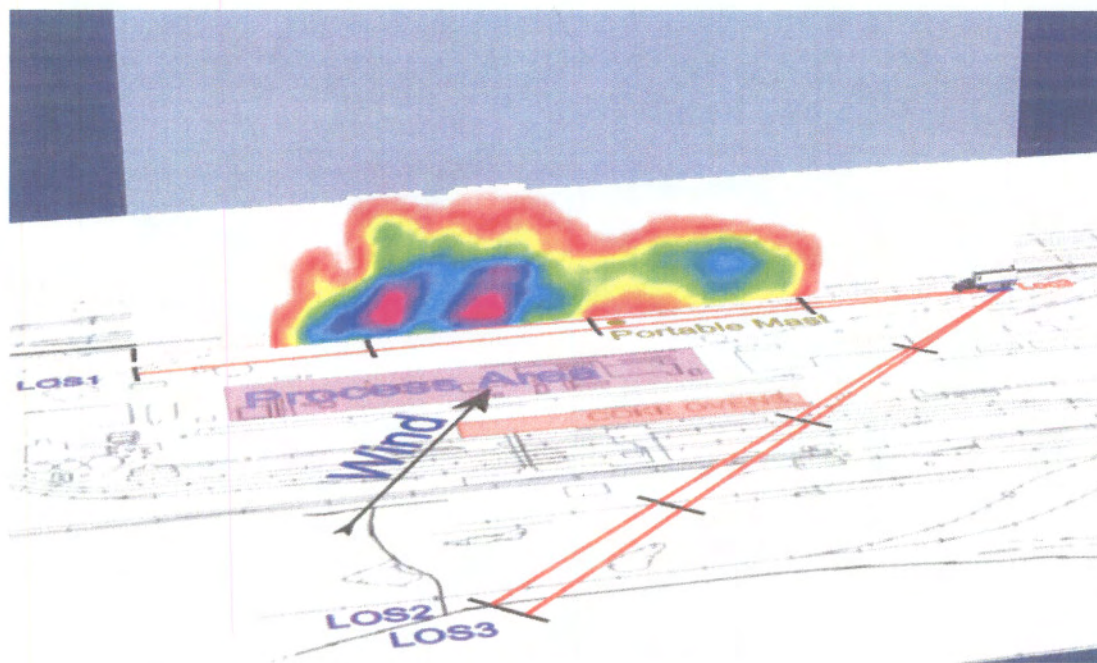 LOS1
Portable Mast
Process Area
COKE OVENS
Wind
LOS2
LOS3